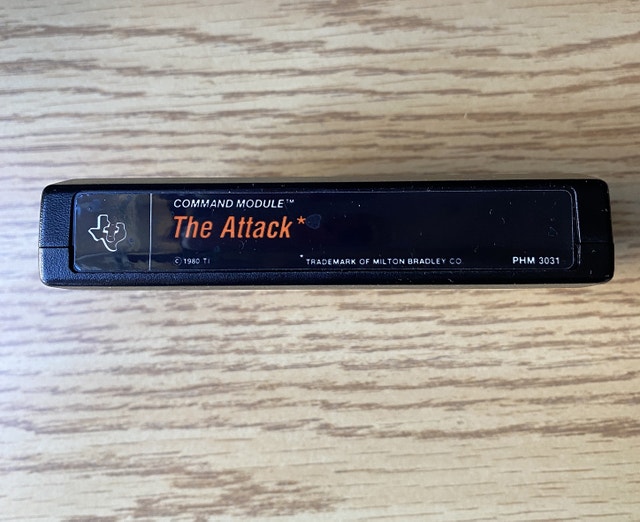 COMMAND MODULE™
The Attack*
© 1980 TI
*TRADEMARK OF MILTON BRADLEY CO
PHM 3031